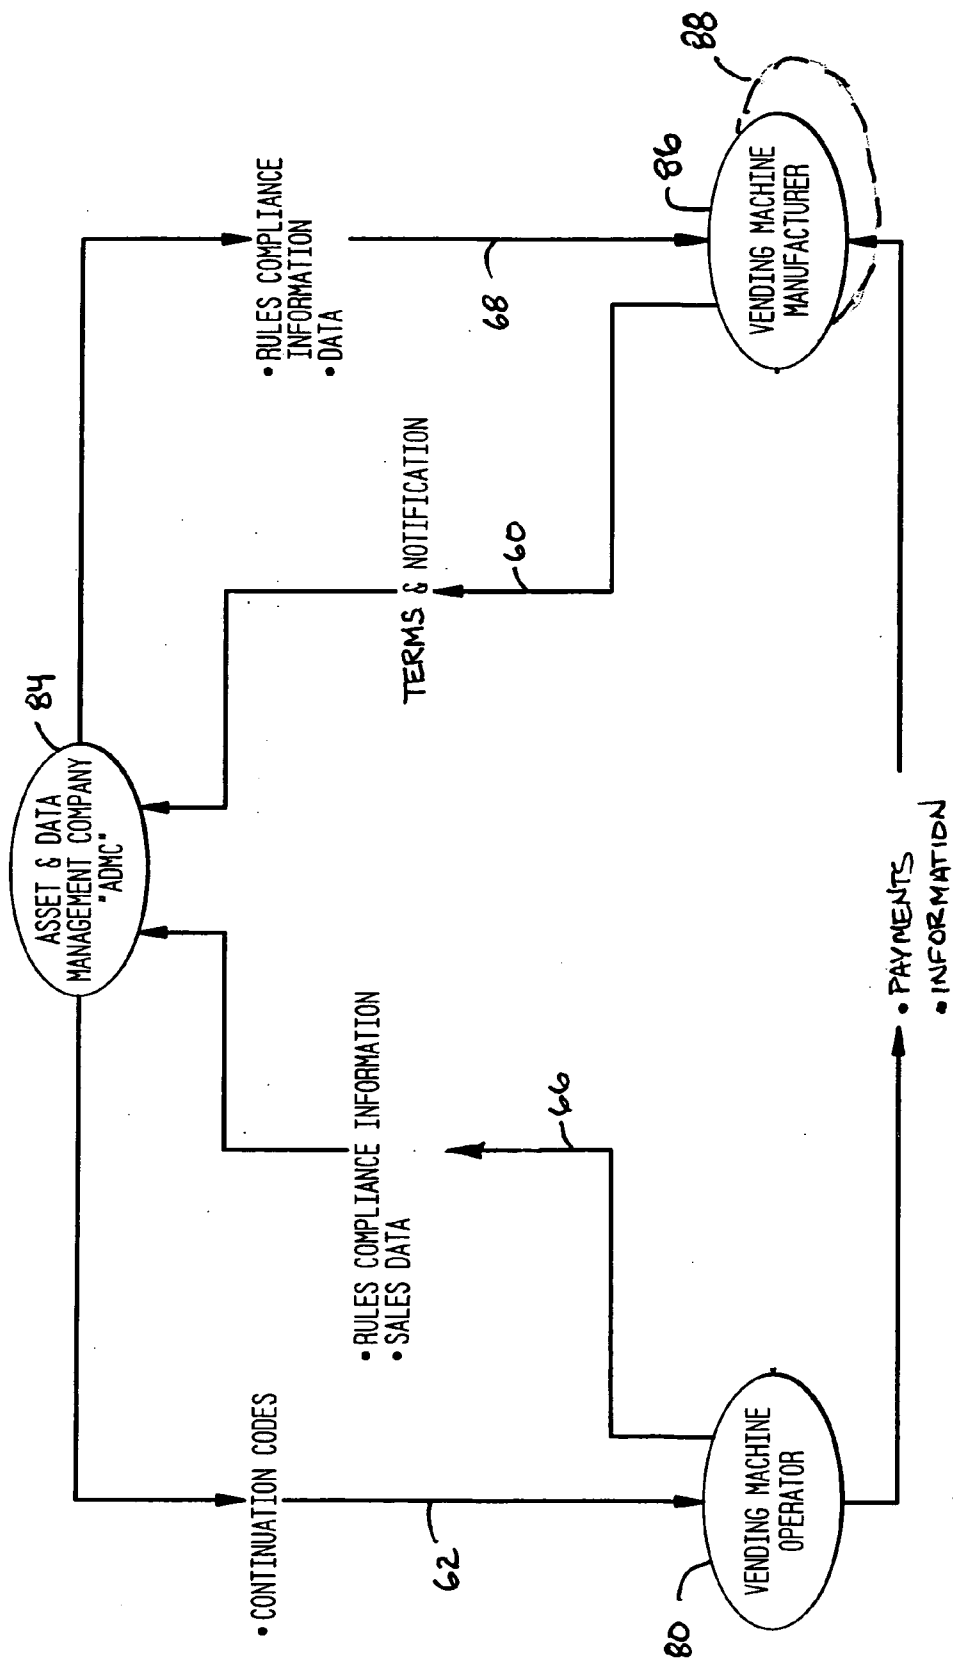 84
ASSET & DATA
MANAGEMENT COMPANY
"ADMC"
• CONTINUATION CODES
62
• RULES COMPLIANCE INFORMATION
• SALES DATA
66
TERMS & NOTIFICATION
60
• RULES COMPLIANCE
INFORMATION
• DATA
68
80
VENDING MACHINE
OPERATOR
• PAYMENTS
• INFORMATION
86
VENDING MACHINE
MANUFACTURER
88